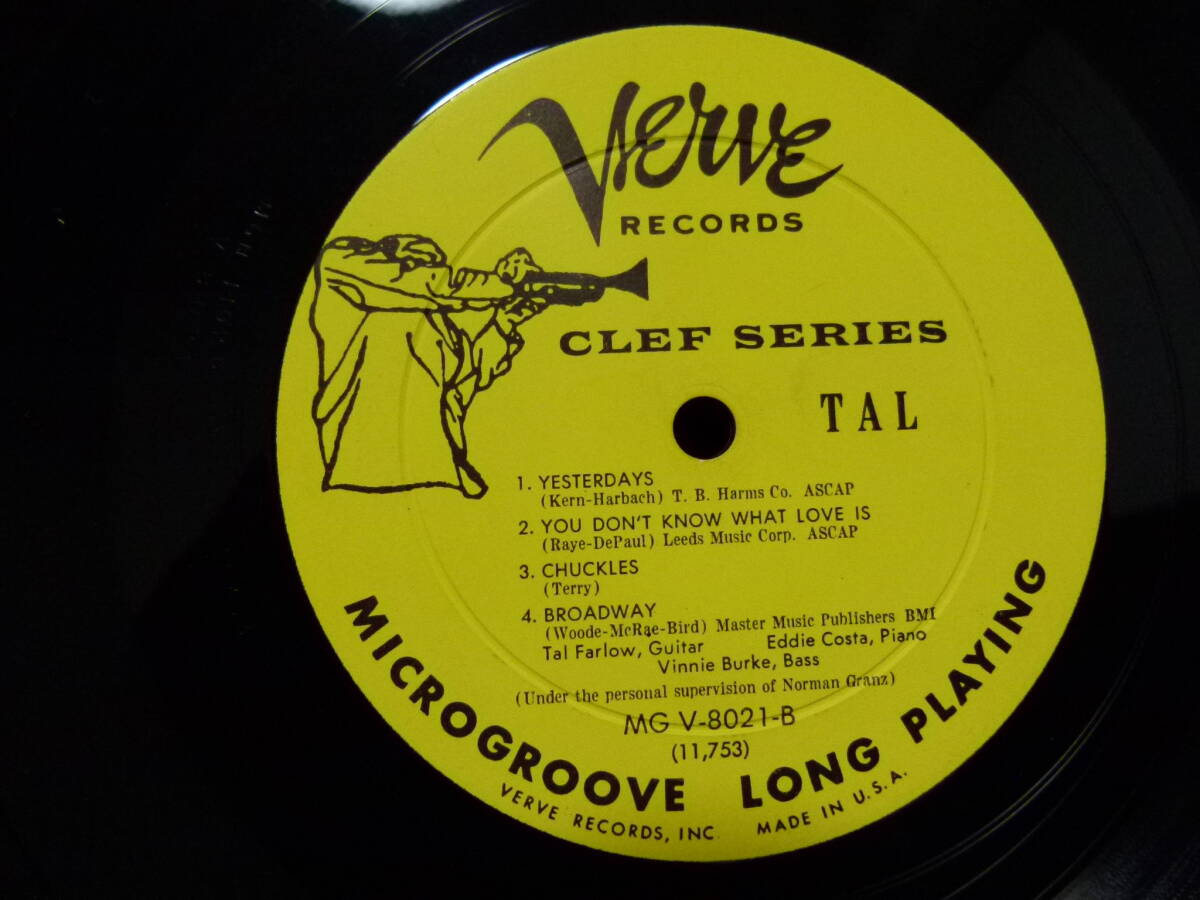 VERVE
RECORDS
CLEF SERIES
TAL
1. YESTERDAYS
(Kern-Harbach) T. B. Harms Co. ASCAP
2. YOU DON'T KNOW WHAT LOVE IS
(Raye-DePaul) Leeds Music Corp. ASCAP
3. CHUCKLES
(Terry)
4. BROADWAY
(Woode-McRae-Bird) Master Music Publishers BMI
Tal Farlow, Guitar Eddie Costa, Piano
Vinnie Burke, Bass
(Under the personal supervision of Norman Granz)
MG V-8021-B
(11,753)
MICROGROOVE LONG PLAYING
VERVE RECORDS, INC. MADE IN U.S.A.